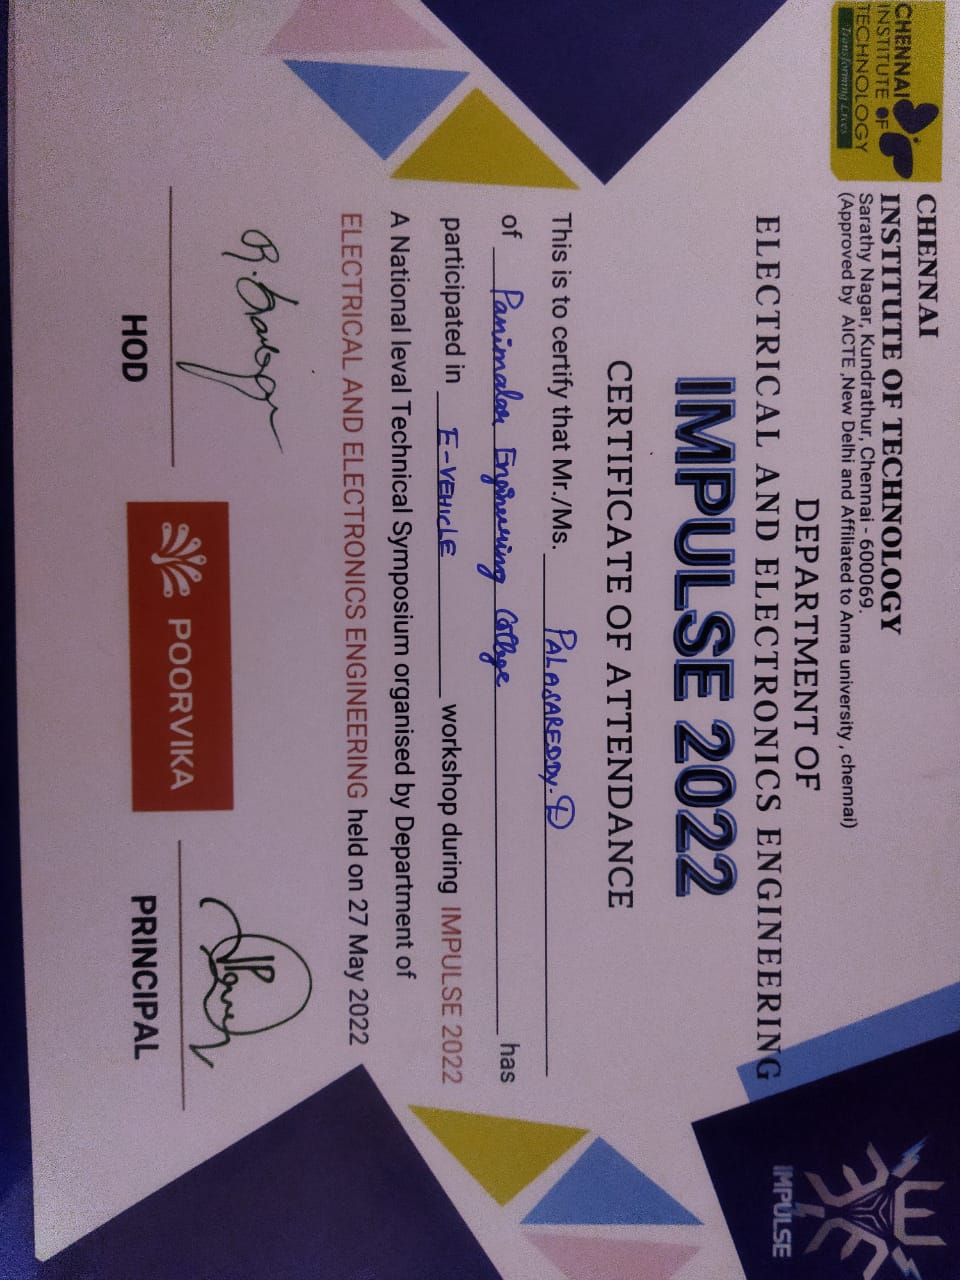 CHENNAI
INSTITUTE OF
TECHNOLOGY
Transforming Lives
CHENNAI
INSTITUTE OF TECHNOLOGY
Sarathy Nagar, Kundrathur, Chennai - 600069.
(Approved by AICTE ,New Delhi and Affiliated to Anna university , chennai)
IMPULSE
DEPARTMENT OF
ELECTRICAL AND ELECTRONICS ENGINEERING
IMPULSE 2022
CERTIFICATE OF ATTENDANCE
This is to certify that Mr./Ms. PALASAREDDY. D
of Panimalar Engineering College has
participated in E-VEHICLE workshop during IMPULSE 2022
A National leval Technical Symposium organised by Department of
ELECTRICAL AND ELECTRONICS ENGINEERING held on 27 May 2022
HOD
POORVIKA
PRINCIPAL